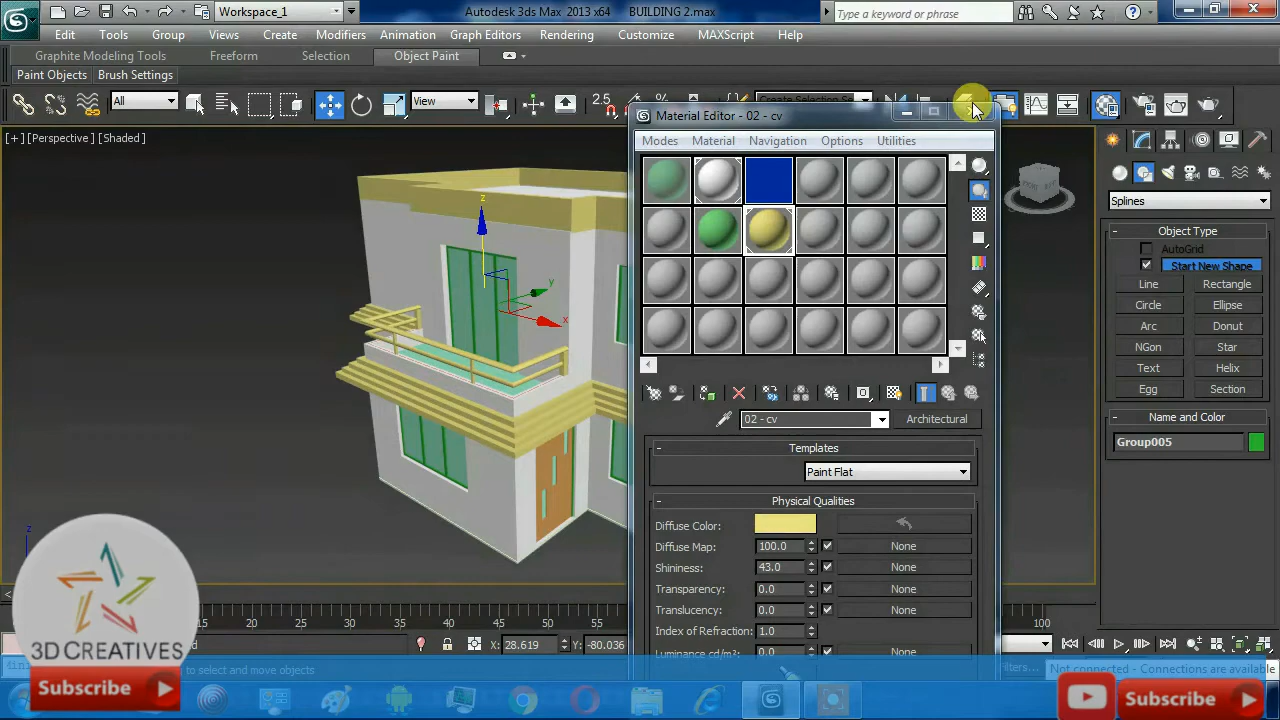 Workspace_1
Autodesk 3ds Max 2013 x64 BUILDING 2.max
Type a keyword or phrase
Edit Tools Group Views Create Modifiers Animation Graph Editors Rendering Customize MAXScript Help
Graphite Modeling Tools Freeform Selection Object Paint
Paint Objects Brush Settings
All View 2.5
[+] [Perspective] [Shaded]
Material Editor - 02 - cv
Modes Material Navigation Options Utilities
z
y
x
z
02 - cv Architectural
- Templates
Paint Flat
- Physical Qualities
Diffuse Color:
Diffuse Map: 100.0 None
Shininess: 43.0 None
Transparency: 0.0 None
Translucency: 0.0 None
Index of Refraction: 1.0
Luminance cd/m²: 0.0 None
Splines
- Object Type
AutoGrid
Start New Shape
Line Rectangle
Circle Ellipse
Arc Donut
NGon Star
Text Helix
Egg Section
- Name and Color
Group005
15 20 25 30 35 40 45 50 55 100
X: 28.619 Y: -80.036
to select and move objects
Filters...
Not connected - Connections are available
3D CREATIVES
Subscribe
Subscribe